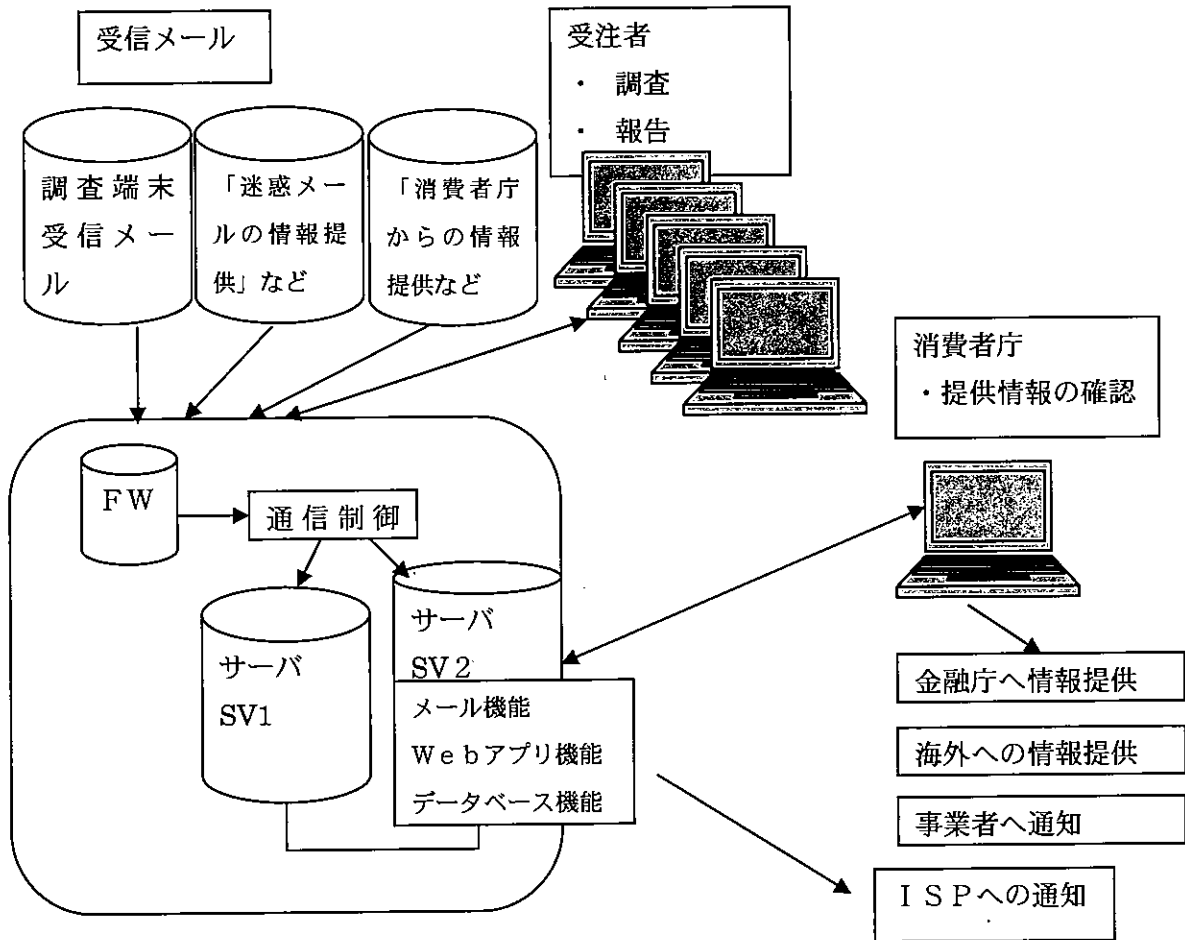 受信メール
受注者
・ 調査
・ 報告
調査端末
受信メー
ル
「迷惑メー
ルの情報提
供」など
「消費者庁
からの情報
提供など
消費者庁
・提供情報の確認
FW
通信制御
サーバ
SV1
サーバ
SV2
メール機能
Webアプリ機能
データベース機能
金融庁へ情報提供
海外への情報提供
事業者へ通知
ISPへの通知